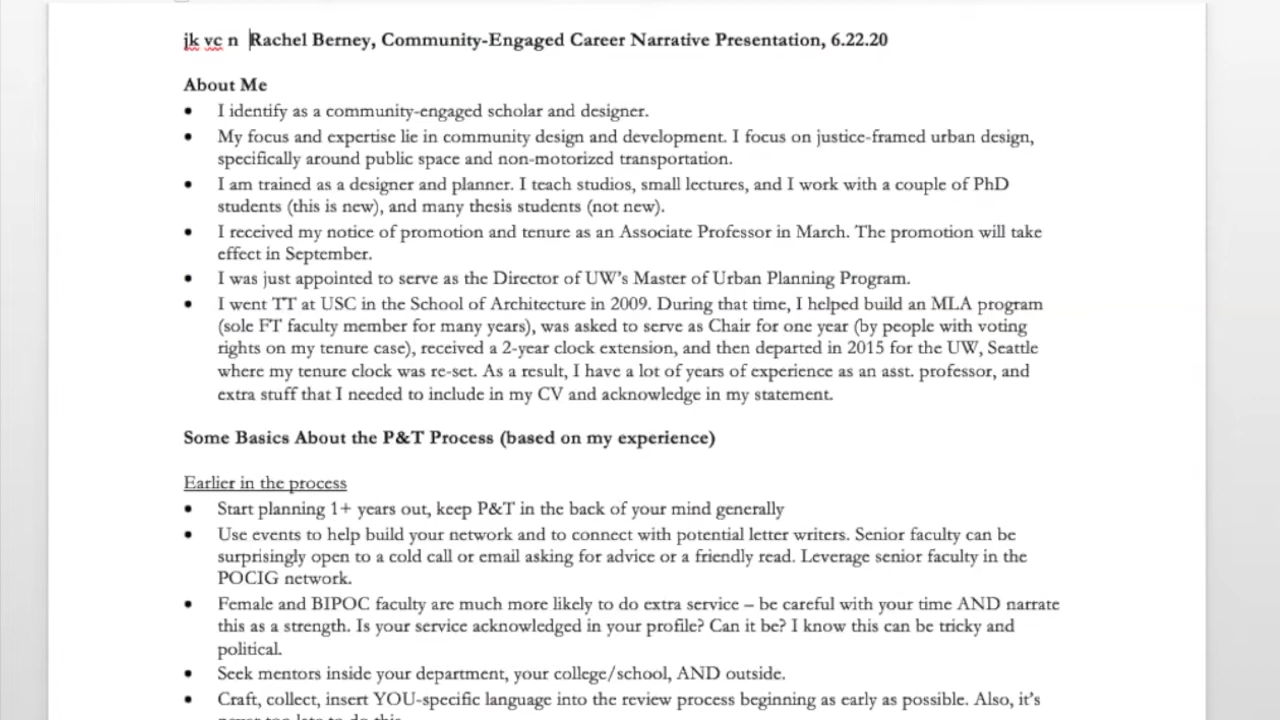 jk vc n Rachel Berney, Community-Engaged Career Narrative Presentation, 6.22.20
About Me
• I identify as a community-engaged scholar and designer.
• My focus and expertise lie in community design and development. I focus on justice-framed urban design,
specifically around public space and non-motorized transportation.
• I am trained as a designer and planner. I teach studios, small lectures, and I work with a couple of PhD
students (this is new), and many thesis students (not new).
• I received my notice of promotion and tenure as an Associate Professor in March. The promotion will take
effect in September.
• I was just appointed to serve as the Director of UW's Master of Urban Planning Program.
• I went TT at USC in the School of Architecture in 2009. During that time, I helped build an MLA program
(sole FT faculty member for many years), was asked to serve as Chair for one year (by people with voting
rights on my tenure case), received a 2-year clock extension, and then departed in 2015 for the UW, Seattle
where my tenure clock was re-set. As a result, I have a lot of years of experience as an asst. professor, and
extra stuff that I needed to include in my CV and acknowledge in my statement.
Some Basics About the P&T Process (based on my experience)
Earlier in the process
• Start planning 1+ years out, keep P&T in the back of your mind generally
• Use events to help build your network and to connect with potential letter writers. Senior faculty can be
surprisingly open to a cold call or email asking for advice or a friendly read. Leverage senior faculty in the
POCIG network.
• Female and BIPOC faculty are much more likely to do extra service – be careful with your time AND narrate
this as a strength. Is your service acknowledged in your profile? Can it be? I know this can be tricky and
political.
• Seek mentors inside your department, your college/school, AND outside.
• Craft, collect, insert YOU-specific language into the review process beginning as early as possible. Also, it's